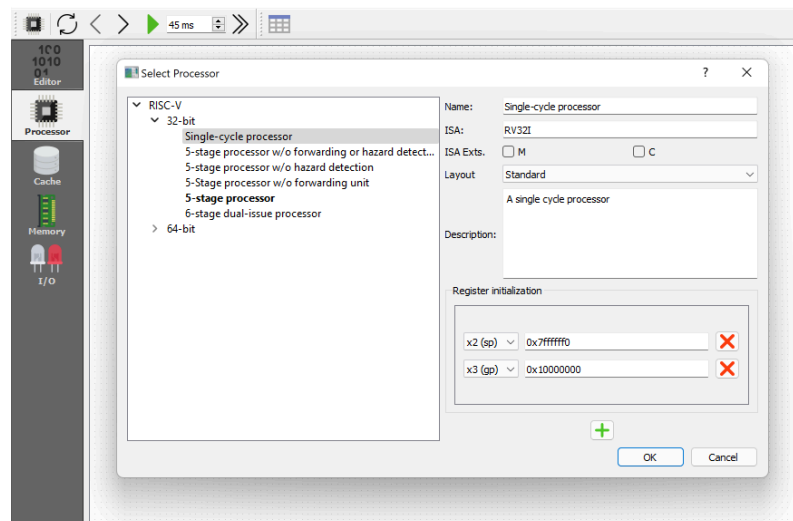 45 ms
100
1010
01
Editor
Processor
Cache
Memory
I/O
Select Processor
?
RISC-V
32-bit
Single-cycle processor
5-stage processor w/o forwarding or hazard detect...
5-stage processor w/o hazard detection
5-Stage processor w/o forwarding unit
5-stage processor
6-stage dual-issue processor
64-bit
Name: Single-cycle processor
ISA: RV32I
ISA Exts. M C
Layout Standard
Description: A single cycle processor
Register initialization
x2 (sp) 0x7ffffff0
x3 (gp) 0x10000000
OK Cancel